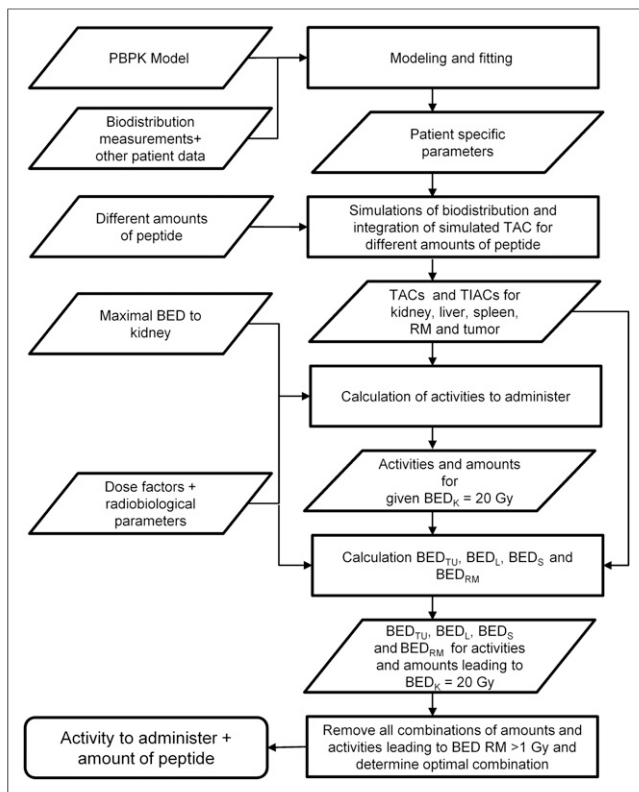 PBPK Model
Modeling and fitting
Biodistribution
measurements+
other patient data
Patient specific
parameters
Different amounts
of peptide
Simulations of biodistribution and
integration of simulated TAC for
different amounts of peptide
TACs and TIACs for
kidney, liver, spleen,
RM and tumor
Maximal BED to
kidney
Calculation of activities to administer
Activities and amounts
for
given BEDK = 20 Gy
Dose factors +
radiobiological
parameters
Calculation BEDTU, BEDL, BEDS and
BEDRM
BEDTU, BEDL, BEDS
and BEDRM for activities
and amounts leading to
BEDK = 20 Gy
Remove all combinations of amounts and
activities leading to BED RM >1 Gy and
determine optimal combination
Activity to administer +
amount of peptide